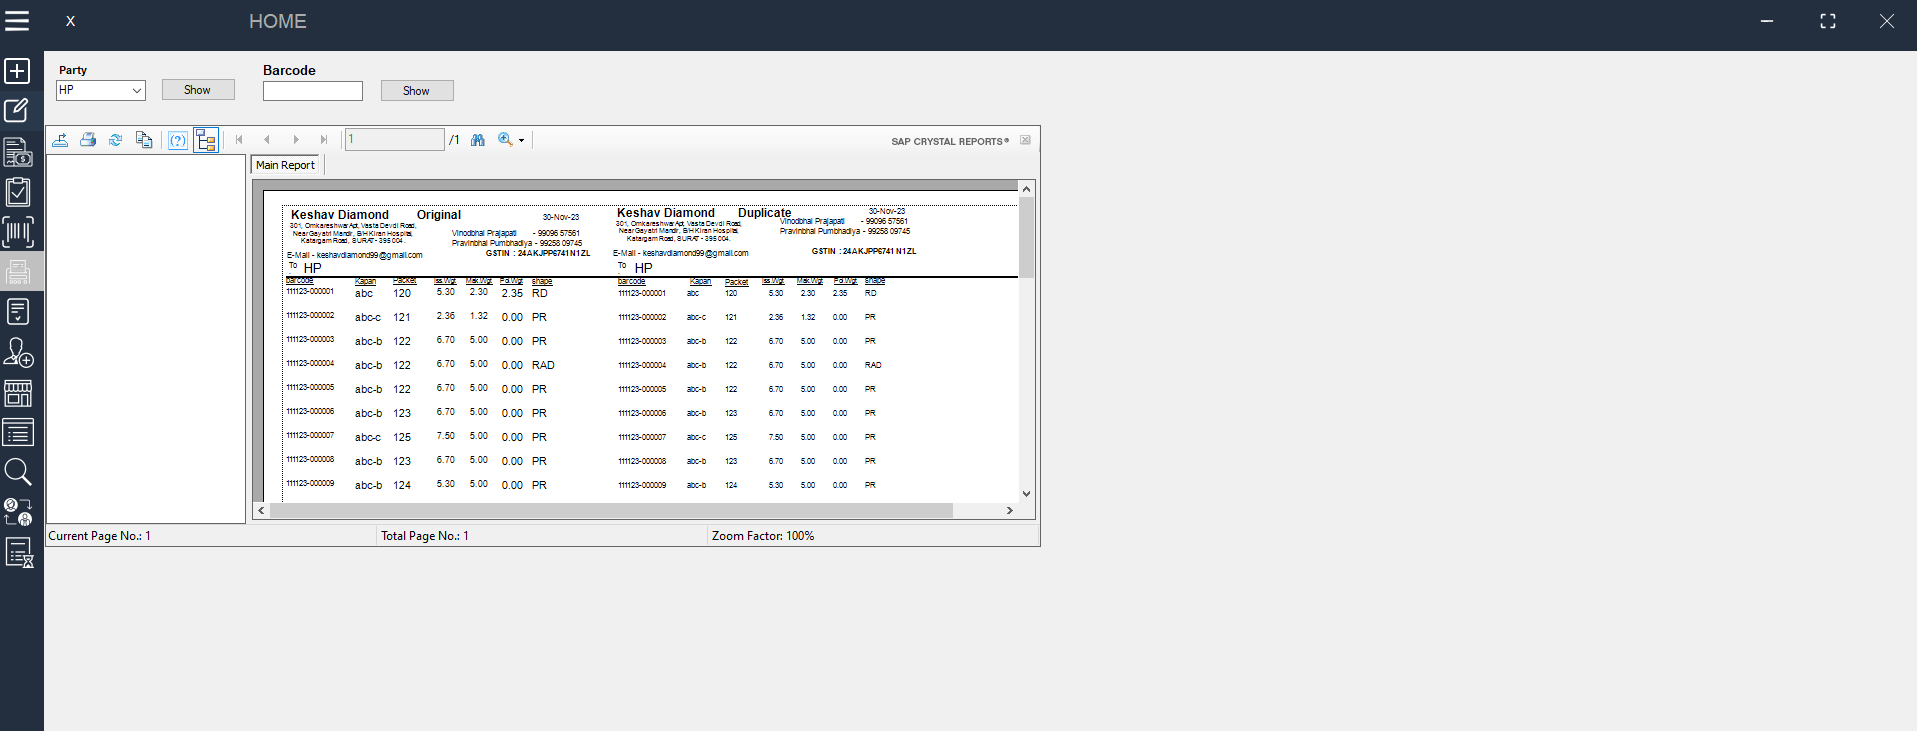 X HOME
Party Barcode
HP Show Show
1 /1 SAP CRYSTAL REPORTS®
Main Report
Keshav Diamond Original 30-Nov-23
301, Omkareshwar Apt, Vasta Devdi Road,
Near Gayatri Mandir, B/H Kiran Hospital,
Katargam Road, SURAT - 395 004.
Vinodbhai Prajapati - 99096 57561
Pravinbhai Pumbhadiya - 99258 09745
E-Mail - keshavdiamond99@gmail.com GSTIN : 24AKJPP6741N1ZL
To HP
barcode Kapan Packet Iss.Wgt Mak.Wgt Pol.Wgt shape
111123-000001 abc 120 5.30 2.30 2.35 RD
111123-000002 abc-c 121 2.36 1.32 0.00 PR
111123-000003 abc-b 122 6.70 5.00 0.00 PR
111123-000004 abc-b 122 6.70 5.00 0.00 RAD
111123-000005 abc-b 122 6.70 5.00 0.00 PR
111123-000006 abc-b 123 6.70 5.00 0.00 PR
111123-000007 abc-c 125 7.50 5.00 0.00 PR
111123-000008 abc-b 123 6.70 5.00 0.00 PR
111123-000009 abc-b 124 5.30 5.00 0.00 PR
Keshav Diamond Duplicate 30-Nov-23
301, Omkareshwar Apt, Vasta Devdi Road,
Near Gayatri Mandir, B/H Kiran Hospital,
Katargam Road, SURAT - 395 004.
Vinodbhai Prajapati - 99096 57561
Pravinbhai Pumbhadiya - 99258 09745
E-Mail - keshavdiamond99@gmail.com GSTIN : 24AKJPP6741N1ZL
To HP
barcode Kapan Packet Iss.Wgt Mak.Wgt Pol.Wgt shape
111123-000001 abc 120 5.30 2.30 2.35 RD
111123-000002 abc-c 121 2.36 1.32 0.00 PR
111123-000003 abc-b 122 6.70 5.00 0.00 PR
111123-000004 abc-b 122 6.70 5.00 0.00 RAD
111123-000005 abc-b 122 6.70 5.00 0.00 PR
111123-000006 abc-b 123 6.70 5.00 0.00 PR
111123-000007 abc-c 125 7.50 5.00 0.00 PR
111123-000008 abc-b 123 6.70 5.00 0.00 PR
111123-000009 abc-b 124 5.30 5.00 0.00 PR
Current Page No.: 1 Total Page No.: 1 Zoom Factor: 100%